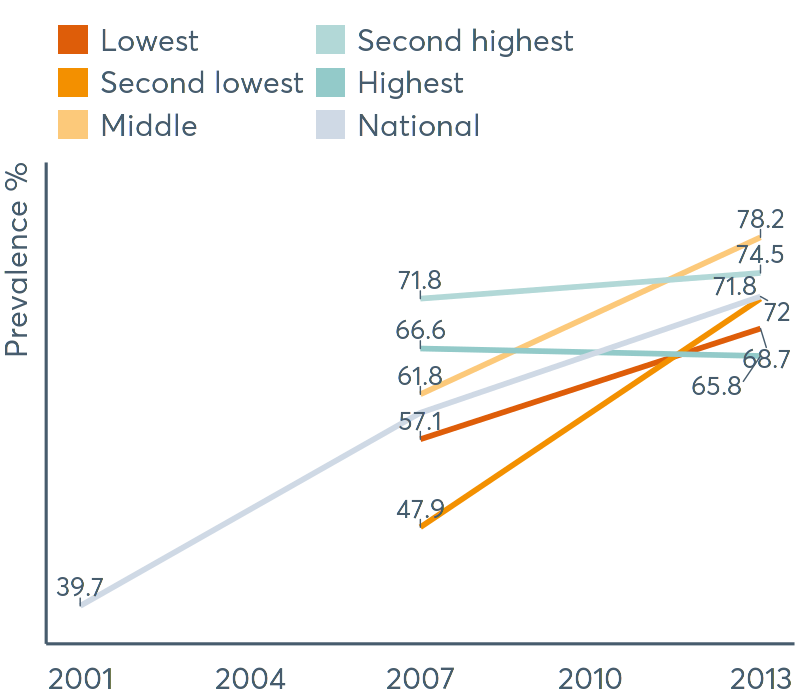 Lowest
Second lowest
Middle
Second highest
Highest
National
Prevalence %
78.2
74.5
71.8
71.8
72
66.6
68.7
61.8
65.8
57.1
47.9
39.7
2001
2004
2007
2010
2013